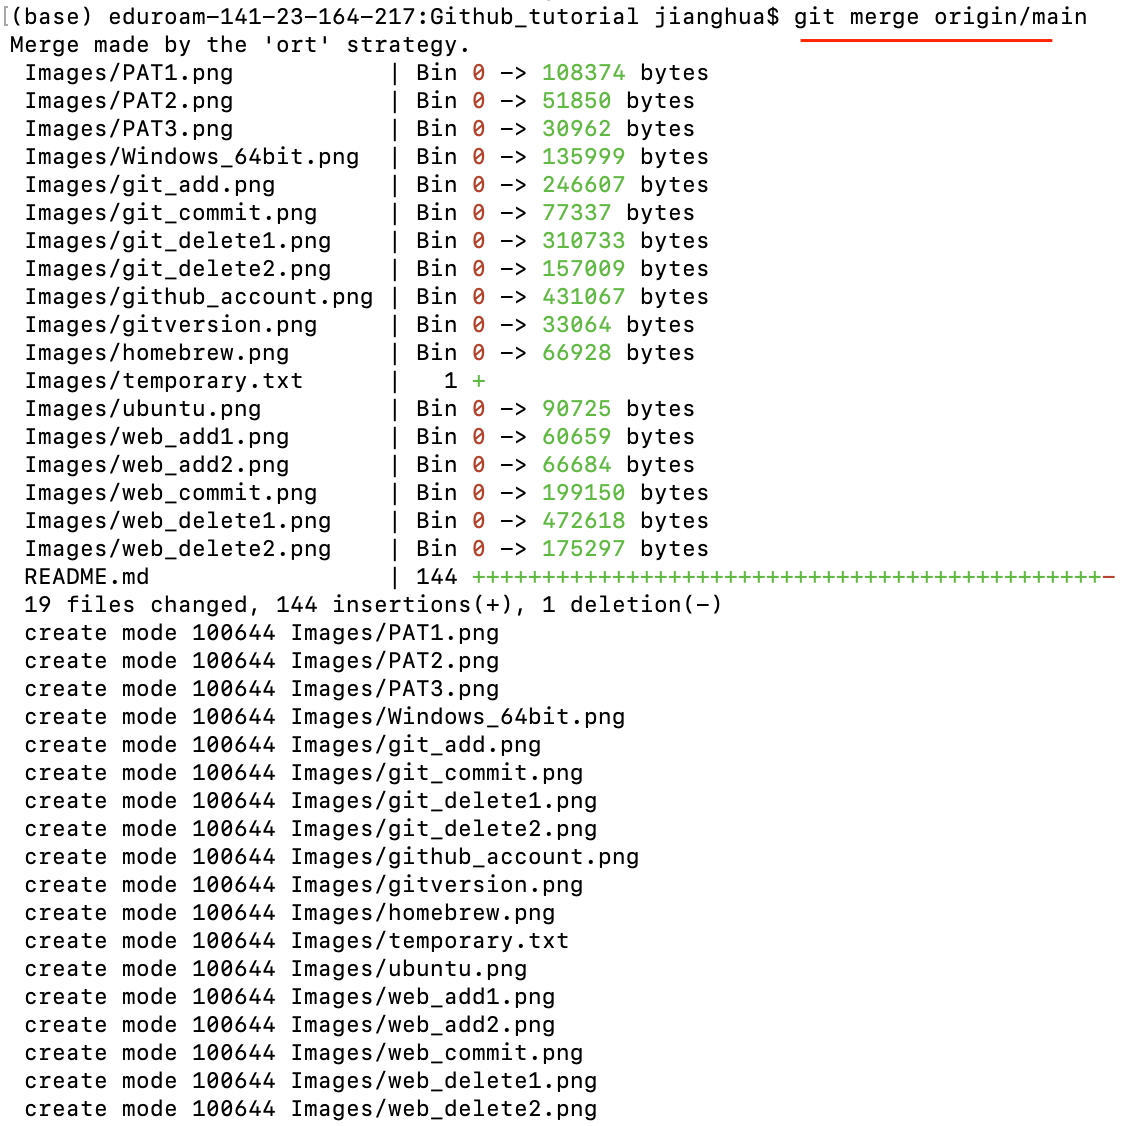 (base) eduroam-141-23-164-217:Github_tutorial jianghua$ git merge origin/main
Merge made by the 'ort' strategy.
Images/PAT1.png | Bin 0 -> 108374 bytes
Images/PAT2.png | Bin 0 -> 51850 bytes
Images/PAT3.png | Bin 0 -> 30962 bytes
Images/Windows_64bit.png | Bin 0 -> 135999 bytes
Images/git_add.png | Bin 0 -> 246607 bytes
Images/git_commit.png | Bin 0 -> 77337 bytes
Images/git_delete1.png | Bin 0 -> 310733 bytes
Images/git_delete2.png | Bin 0 -> 157009 bytes
Images/github_account.png | Bin 0 -> 431067 bytes
Images/gitversion.png | Bin 0 -> 33064 bytes
Images/homebrew.png | Bin 0 -> 66928 bytes
Images/temporary.txt | 1 +
Images/ubuntu.png | Bin 0 -> 90725 bytes
Images/web_add1.png | Bin 0 -> 60659 bytes
Images/web_add2.png | Bin 0 -> 66684 bytes
Images/web_commit.png | Bin 0 -> 199150 bytes
Images/web_delete1.png | Bin 0 -> 472618 bytes
Images/web_delete2.png | Bin 0 -> 175297 bytes
README.md | 144 +++++++++++++++++++++++++++++++++++++++++++++-
19 files changed, 144 insertions(+), 1 deletion(-)
create mode 100644 Images/PAT1.png
create mode 100644 Images/PAT2.png
create mode 100644 Images/PAT3.png
create mode 100644 Images/Windows_64bit.png
create mode 100644 Images/git_add.png
create mode 100644 Images/git_commit.png
create mode 100644 Images/git_delete1.png
create mode 100644 Images/git_delete2.png
create mode 100644 Images/github_account.png
create mode 100644 Images/gitversion.png
create mode 100644 Images/homebrew.png
create mode 100644 Images/temporary.txt
create mode 100644 Images/ubuntu.png
create mode 100644 Images/web_add1.png
create mode 100644 Images/web_add2.png
create mode 100644 Images/web_commit.png
create mode 100644 Images/web_delete1.png
create mode 100644 Images/web_delete2.png